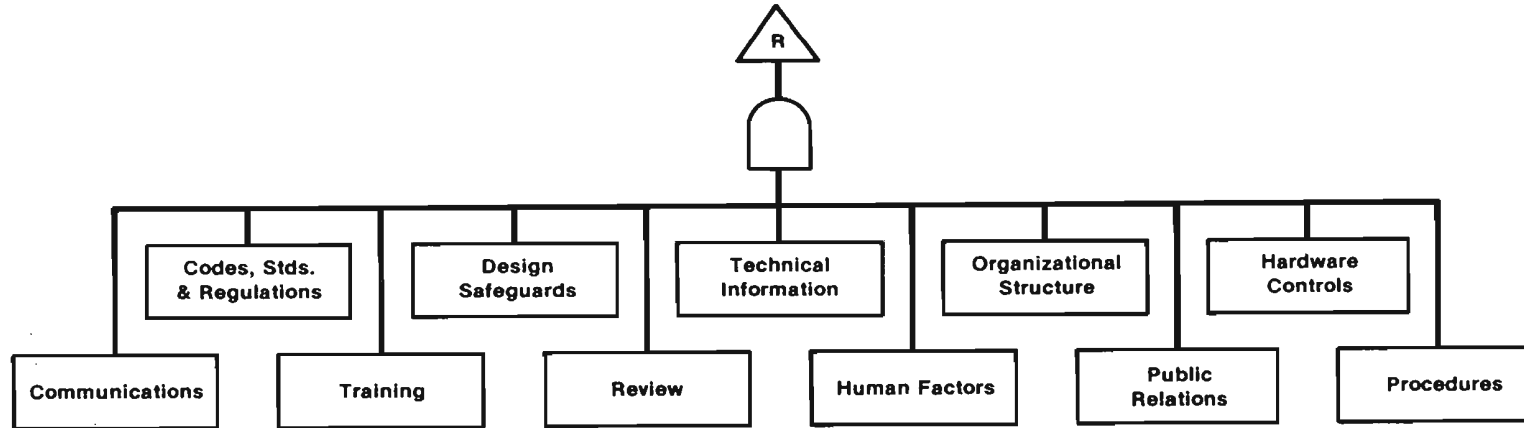 R
Codes, Stds.
& Regulations
Design
Safeguards
Technical
Information
Organizational
Structure
Hardware
Controls
Communications
Training
Review
Human Factors
Public
Relations
Procedures